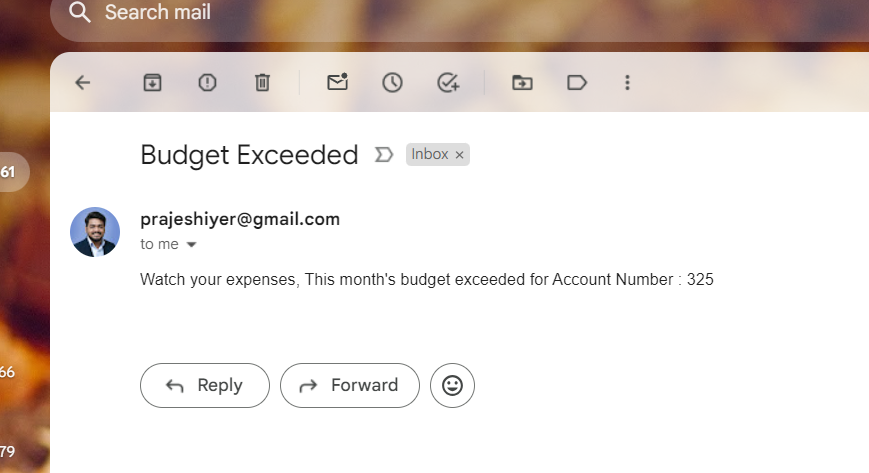 Search mail
Budget Exceeded Inbox ×
61
prajeshiyer@gmail.com
to me
Watch your expenses, This month's budget exceeded for Account Number : 325
66
Reply Forward
79